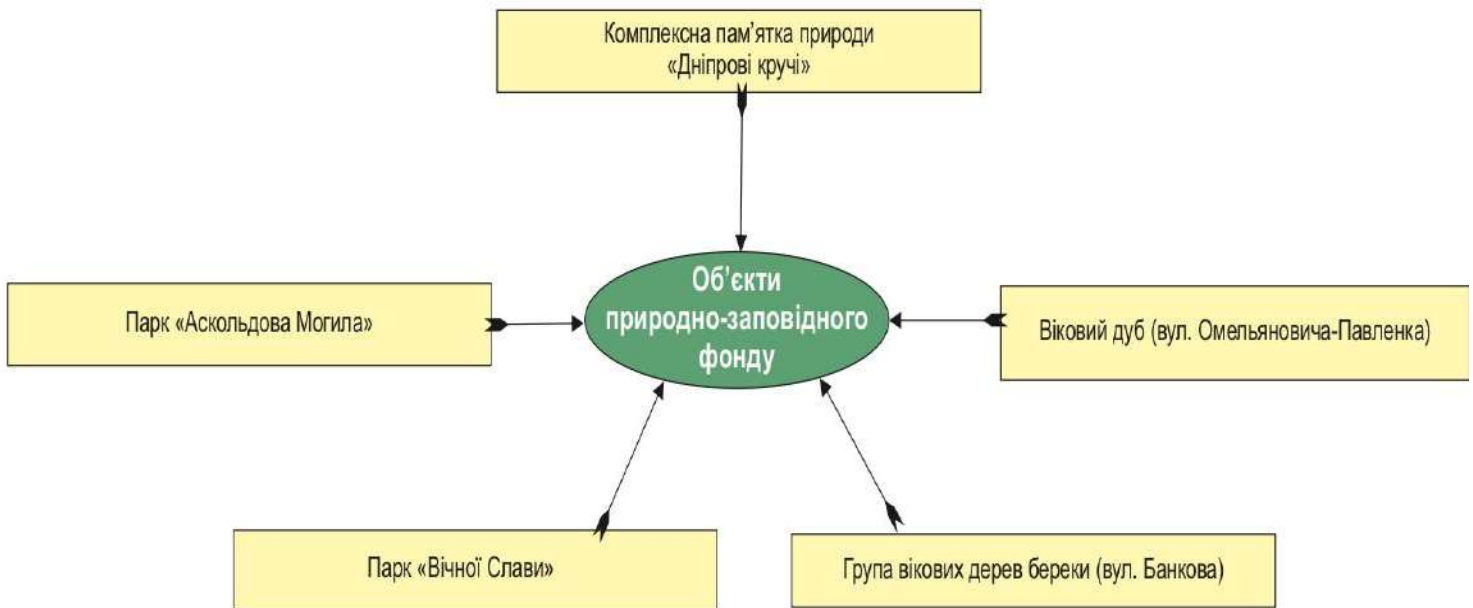 Комплексна пам’ятка природи
«Дніпрові кручі»
Об’єкти
природно-заповідного
фонду
Парк «Аскольдова Могила»
Віковий дуб (вул. Омельяновича-Павленка)
Парк «Вічної Слави»
Група вікових дерев береки (вул. Банкова)